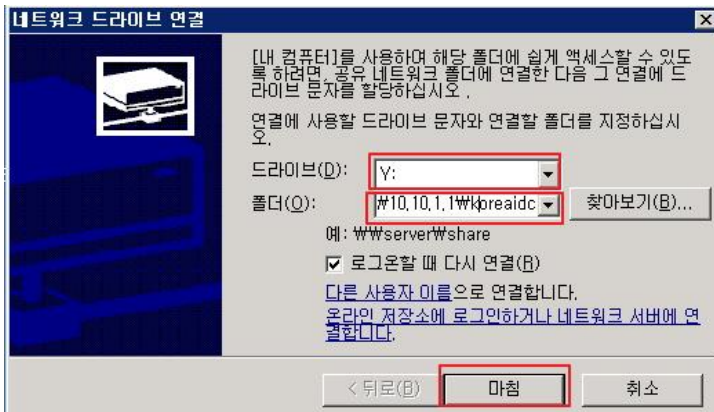 네트워크 드라이브 연결
[내 컴퓨터]를 사용하여 해당 폴더에 쉽게 액세스할 수 있도
록 하려면, 공유 네트워크 폴더에 연결한 다음 그 연결에 드
라이브 문자를 할당하십시오 .
연결에 사용할 드라이브 문자와 연결할 폴더를 지정하십시
오.
드라이브(D): Y:
폴더(O): ₩10.10.1.1₩koreaidc 찾아보기(B)...
예: ₩₩server₩share
로그온할 때 다시 연결(R)
다른 사용자 이름으로 연결합니다.
온라인 저장소에 로그인하거나 네트워크 서버에 연
결합니다.
< 뒤로(B) 마침 취소